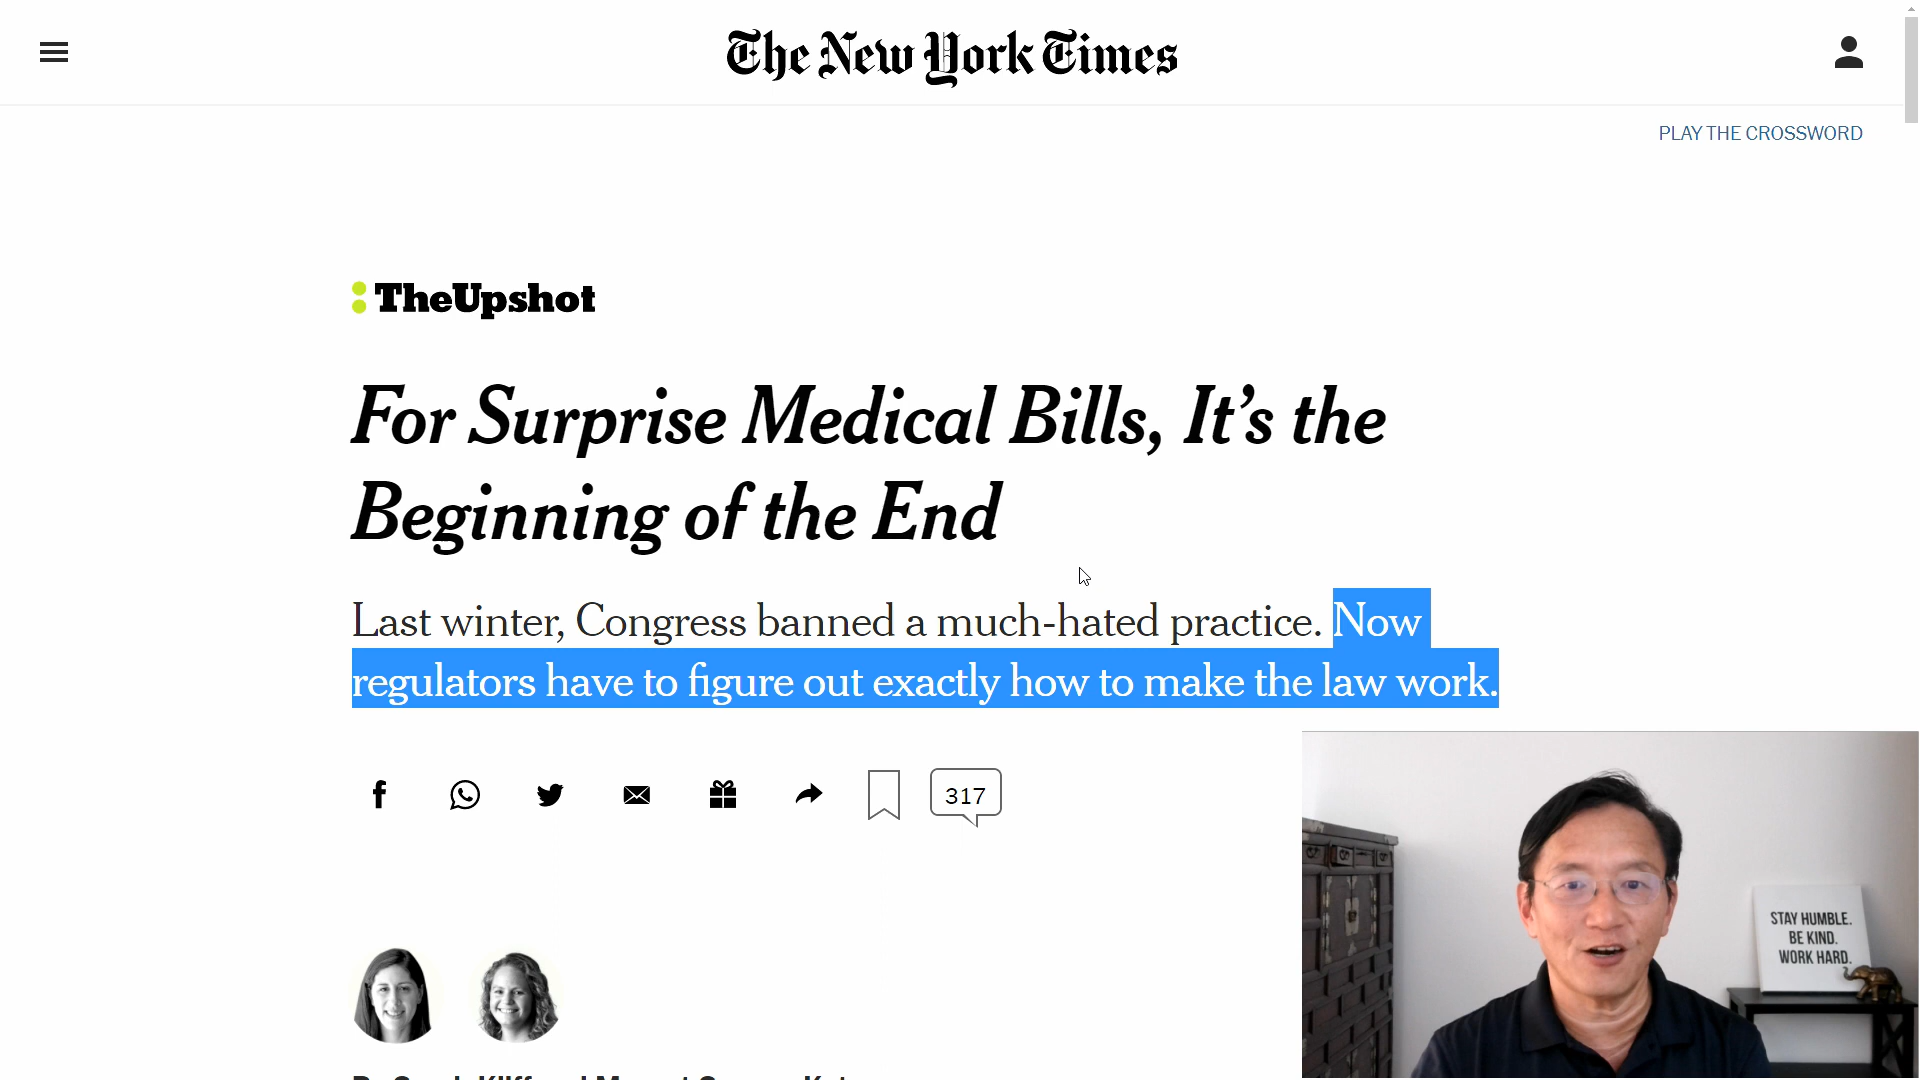 The New York Times
PLAY THE CROSSWORD
TheUpshot
For Surprise Medical Bills, It’s the
Beginning of the End
Last winter, Congress banned a much-hated practice. Now
regulators have to figure out exactly how to make the law work.
317
STAY HUMBLE.
BE KIND.
WORK HARD.